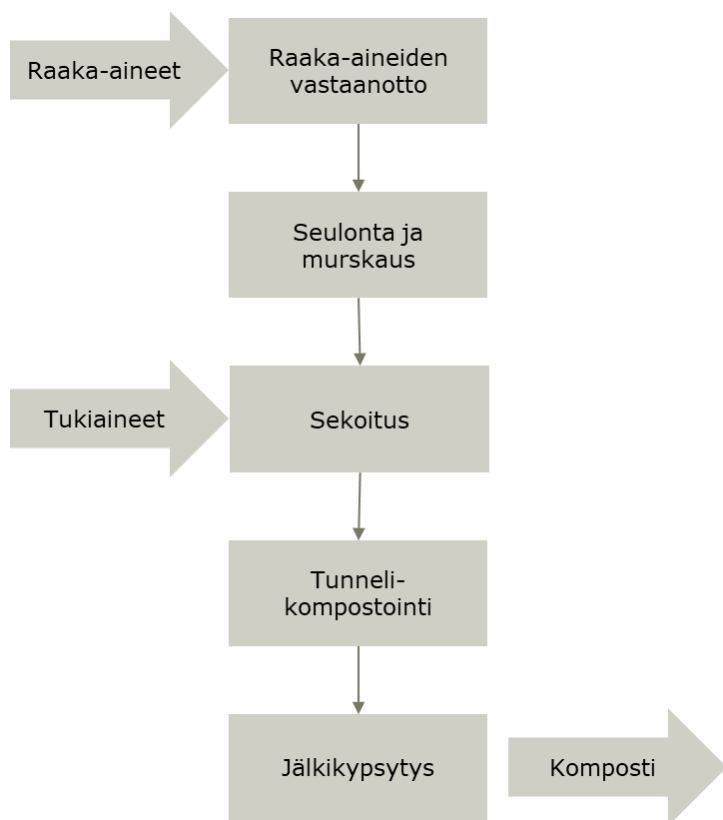 Raaka-aineet
Raaka-aineiden
vastaanotto
Seulonta ja
murskaus
Tukiaineet
Sekoitus
Tunneli-
kompostointi
Jälkikypsytys
Komposti